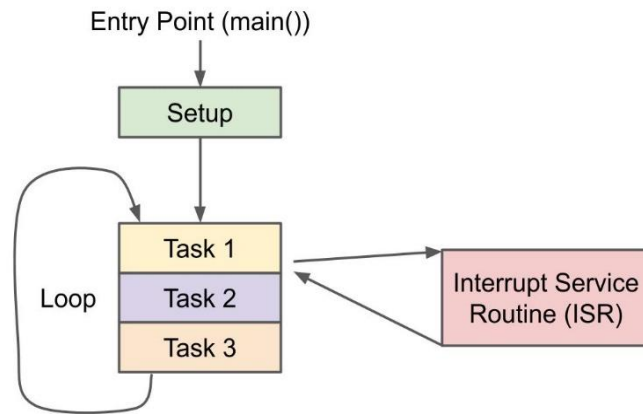 Entry Point (main())
Setup
Task 1
Task 2
Task 3
Loop
Interrupt Service
Routine (ISR)